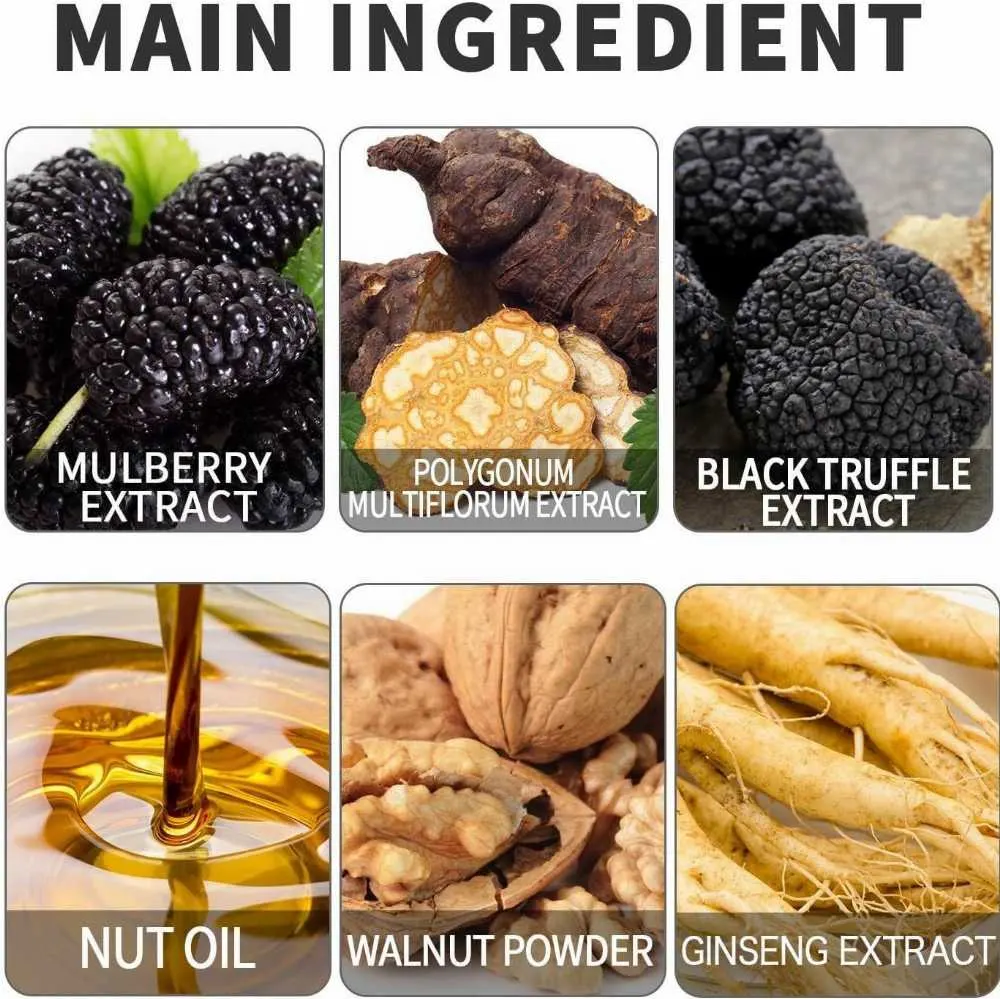 MAIN INGREDIENT
MULBERRY
EXTRACT
POLYGONUM
MULTIFLORUM EXTRACT
BLACK TRUFFLE
EXTRACT
NUT OIL
WALNUT POWDER
GINSENG EXTRACT